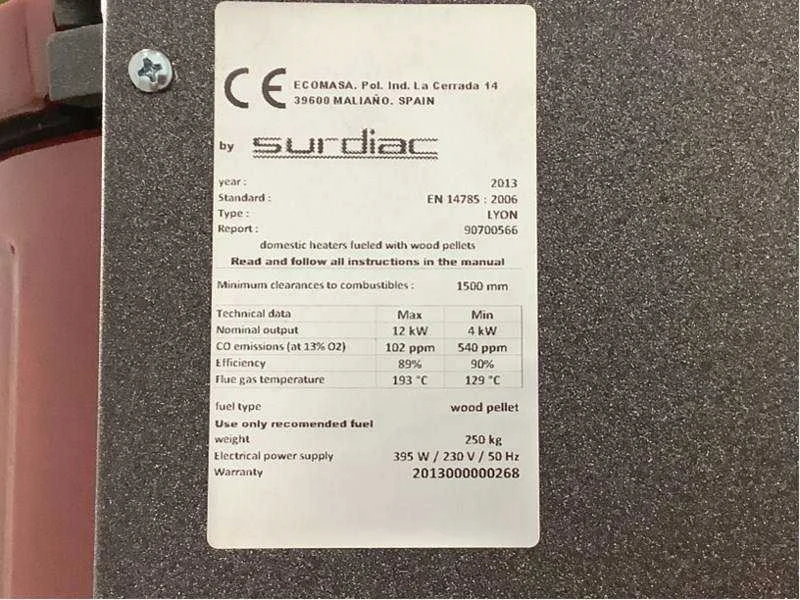 CE ECOMASA. Pol. Ind. La Cerrada 14
39600 MALIAÑO. SPAIN
by surdiac
year : 2013
Standard : EN 14785 : 2006
Type : LYON
Report : 90700566
domestic heaters fueled with wood pellets
Read and follow all instructions in the manual
Minimum clearances to combustibles : 1500 mm
Technical data Max Min
Nominal output 12 kW 4 kW
CO emissions (at 13% O2) 102 ppm 540 ppm
Efficiency 89% 90%
Flue gas temperature 193 °C 129 °C
fuel type wood pellet
Use only recomended fuel
weight 250 kg
Electrical power supply 395 W / 230 V / 50 Hz
Warranty 2013000000268